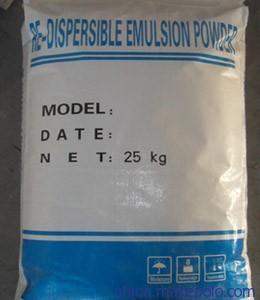 RE-DISPERSIBLE EMULSION POWDER
MODEL:
DATE:
NET: 25 kg